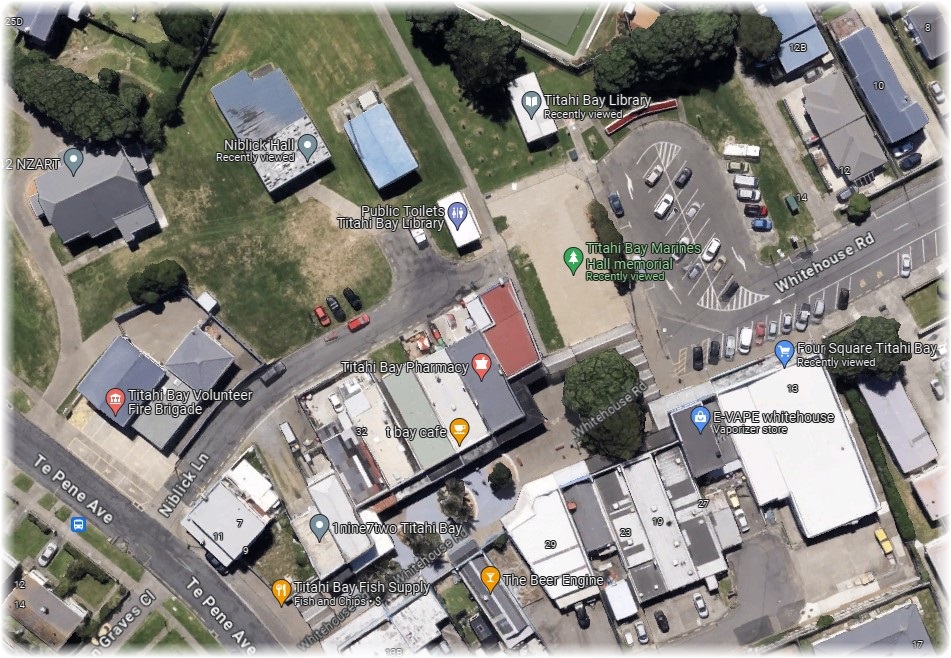 25D
8
12B
10
Titahi Bay Library
Recently viewed
Niblick Hall
Recently viewed
2 NZART
12
14
Public Toilets
Titahi Bay Library
Titahi Bay Marines
Hall memorial
Recently viewed
Whitehouse Rd
Four Square Titahi Bay
Recently viewed
Titahi Bay Pharmacy
13
Titahi Bay Volunteer
Fire Brigade
Whitehouse RD
E-VAPE whitehouse
Vaporizer store
32
t bay cafe
Te Pene Ave
Niblick Ln
27
7
11
9
1nine7two Titahi Bay
19
23
29
Whitehouse Rd
The Beer Engine
Titahi Bay Fish Supply
Fish and Chips · $
12
14
n Graves Cl
Te Pene Ave
Whitehouse
17